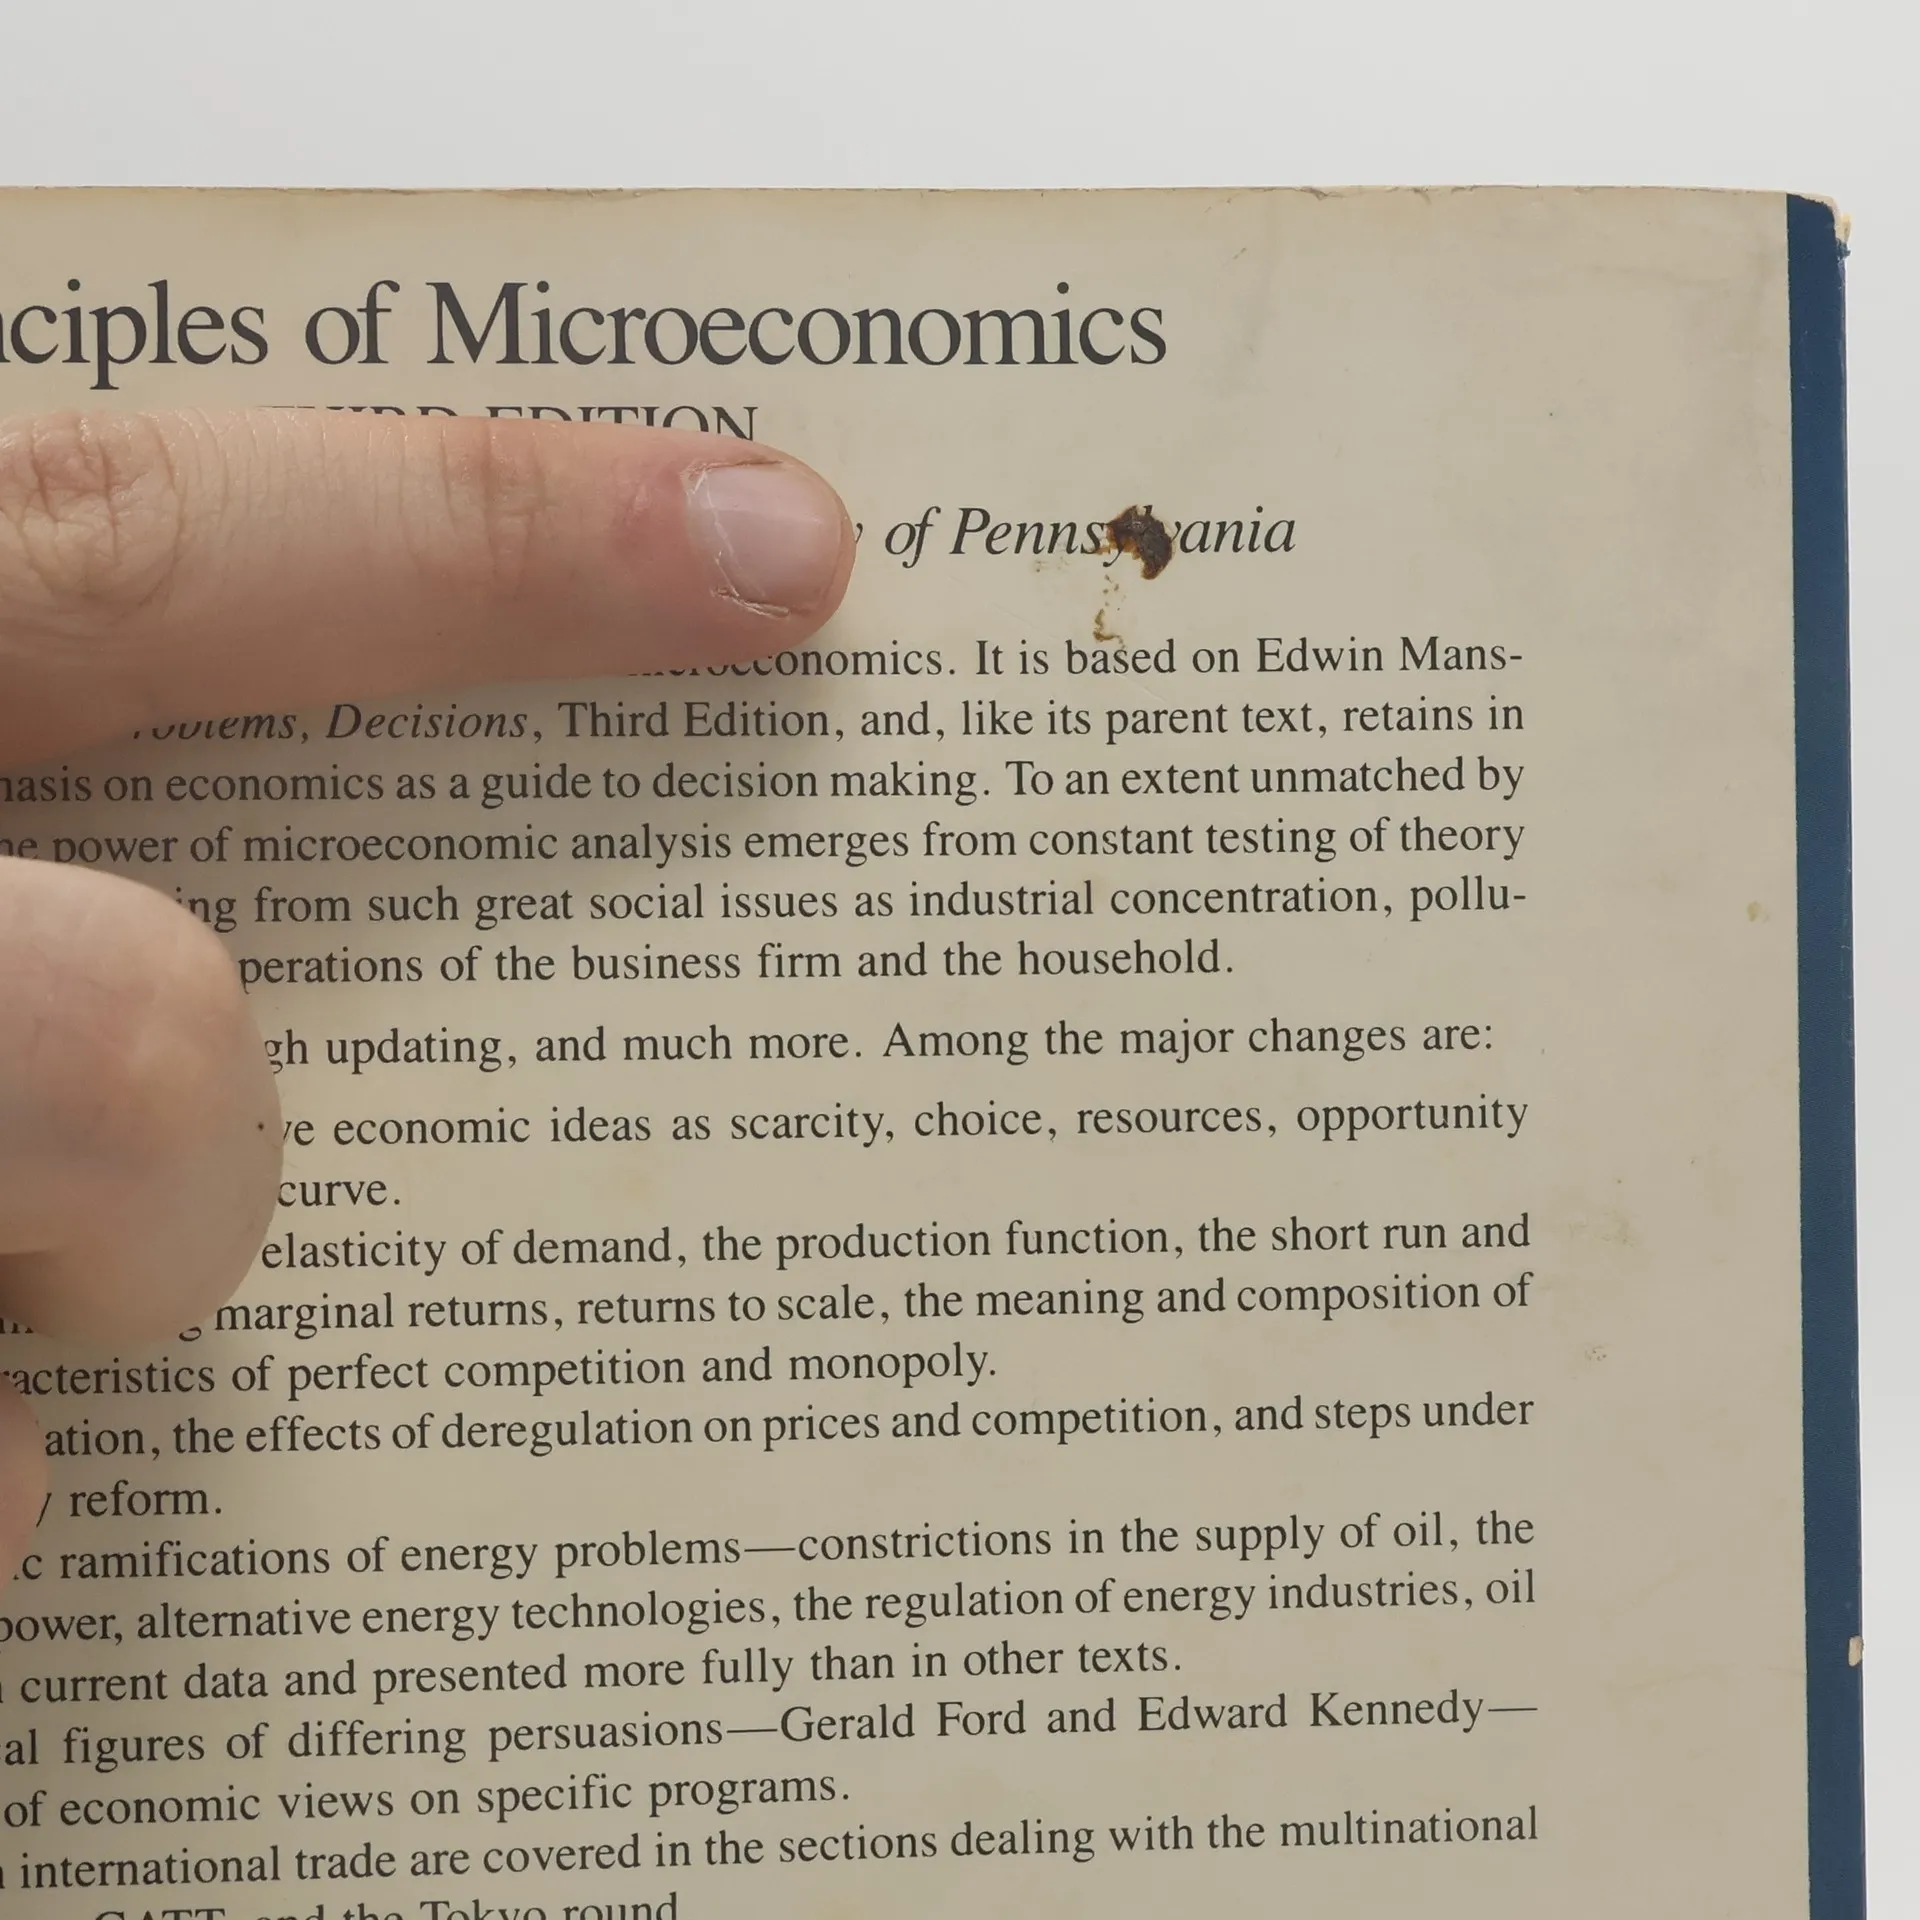 of Microeconomics
THIRD EDITION
of Pennsylvania
It is based on Edwin Mans-
Decisions, Third Edition, and, like its parent text, retains in
on economics as a guide to decision making. To an extent unmatched by
power of microeconomic analysis emerges from constant testing of theory
from such great social issues as industrial concentration, pollu-
of the business firm and the household.
updating, and much more. Among the major changes are:
economic ideas as scarcity, choice, resources, opportunity
curve.
elasticity of demand, the production function, the short run and
marginal returns, returns to scale, the meaning and composition of
of perfect competition and monopoly.
the effects of deregulation on prices and competition, and steps under
reform.
ramifications of energy problems—constrictions in the supply of oil, the
power, alternative energy technologies, the regulation of energy industries, oil
current data and presented more fully than in other texts.
figures of differing persuasions—Gerald Ford and Edward Kennedy—
of economic views on specific programs.
international trade are covered in the sections dealing with the multinational
GATT, and the Tokyo round